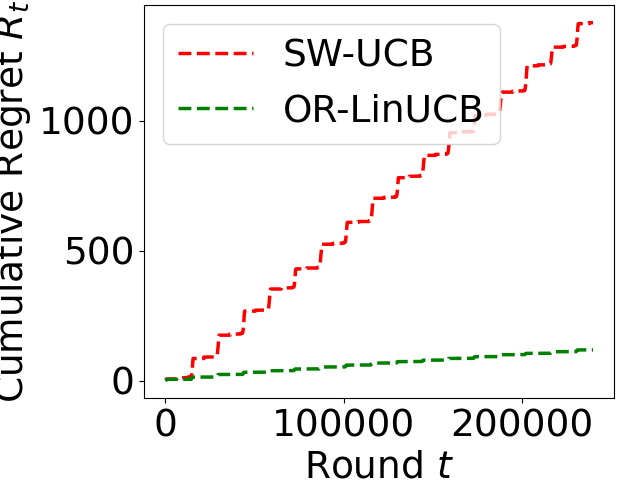 Cumulative Regret R_t
SW-UCB
OR-LinUCB
1000
500
0
0 100000 200000
Round t